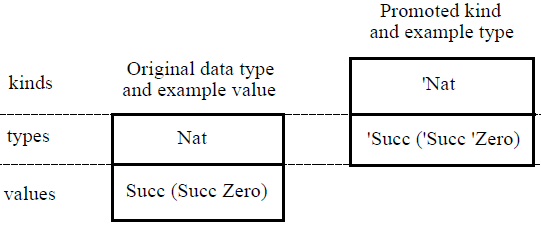 Promoted kind
and example type
Original data type
and example value
kinds
'Nat
types
Nat
'Succ ('Succ 'Zero)
values
Succ (Succ Zero)